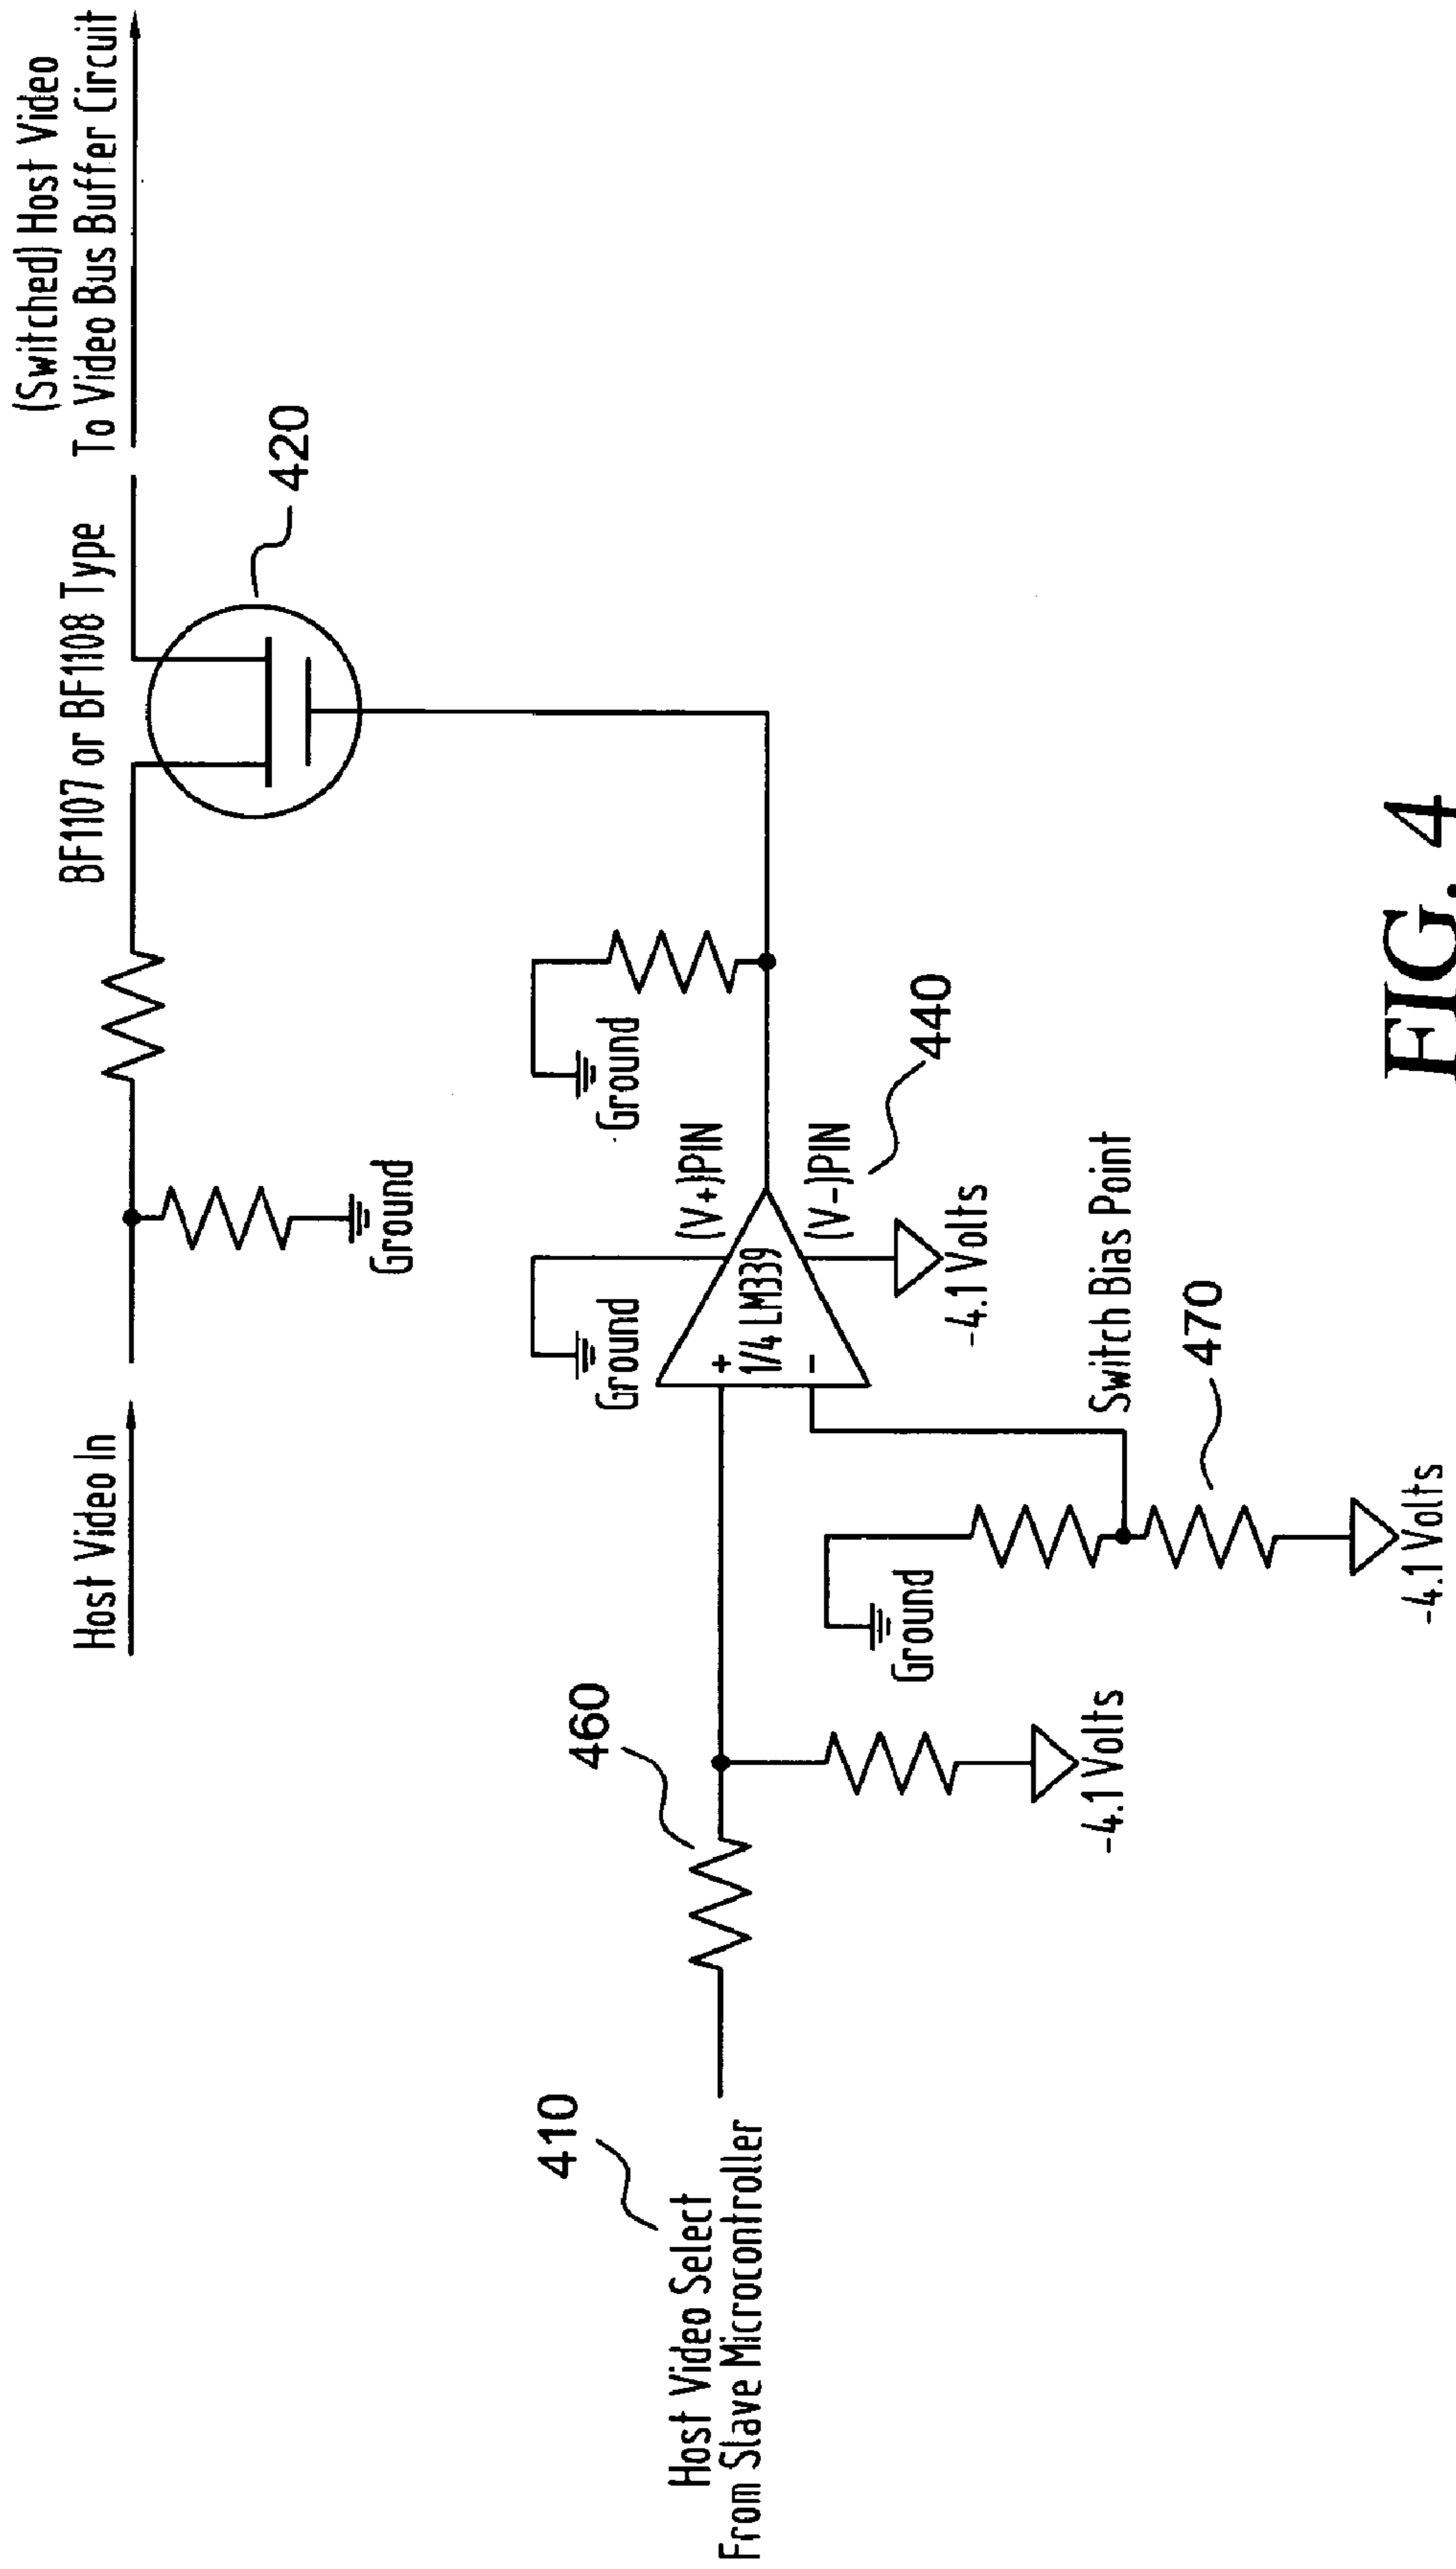 Host Video In
BF1107 or BF1108 Type
(Switched) Host Video
To Video Bus Buffer Circuit
420
Ground
Ground
Ground
(V+)PIN
1/4 LM339
+
-
(V-)PIN
440
-4.1 Volts
410
Host Video Select
From Slave Microcontroller
460
-4.1 Volts
Ground
Switch Bias Point
470
-4.1 Volts
FIG. 4